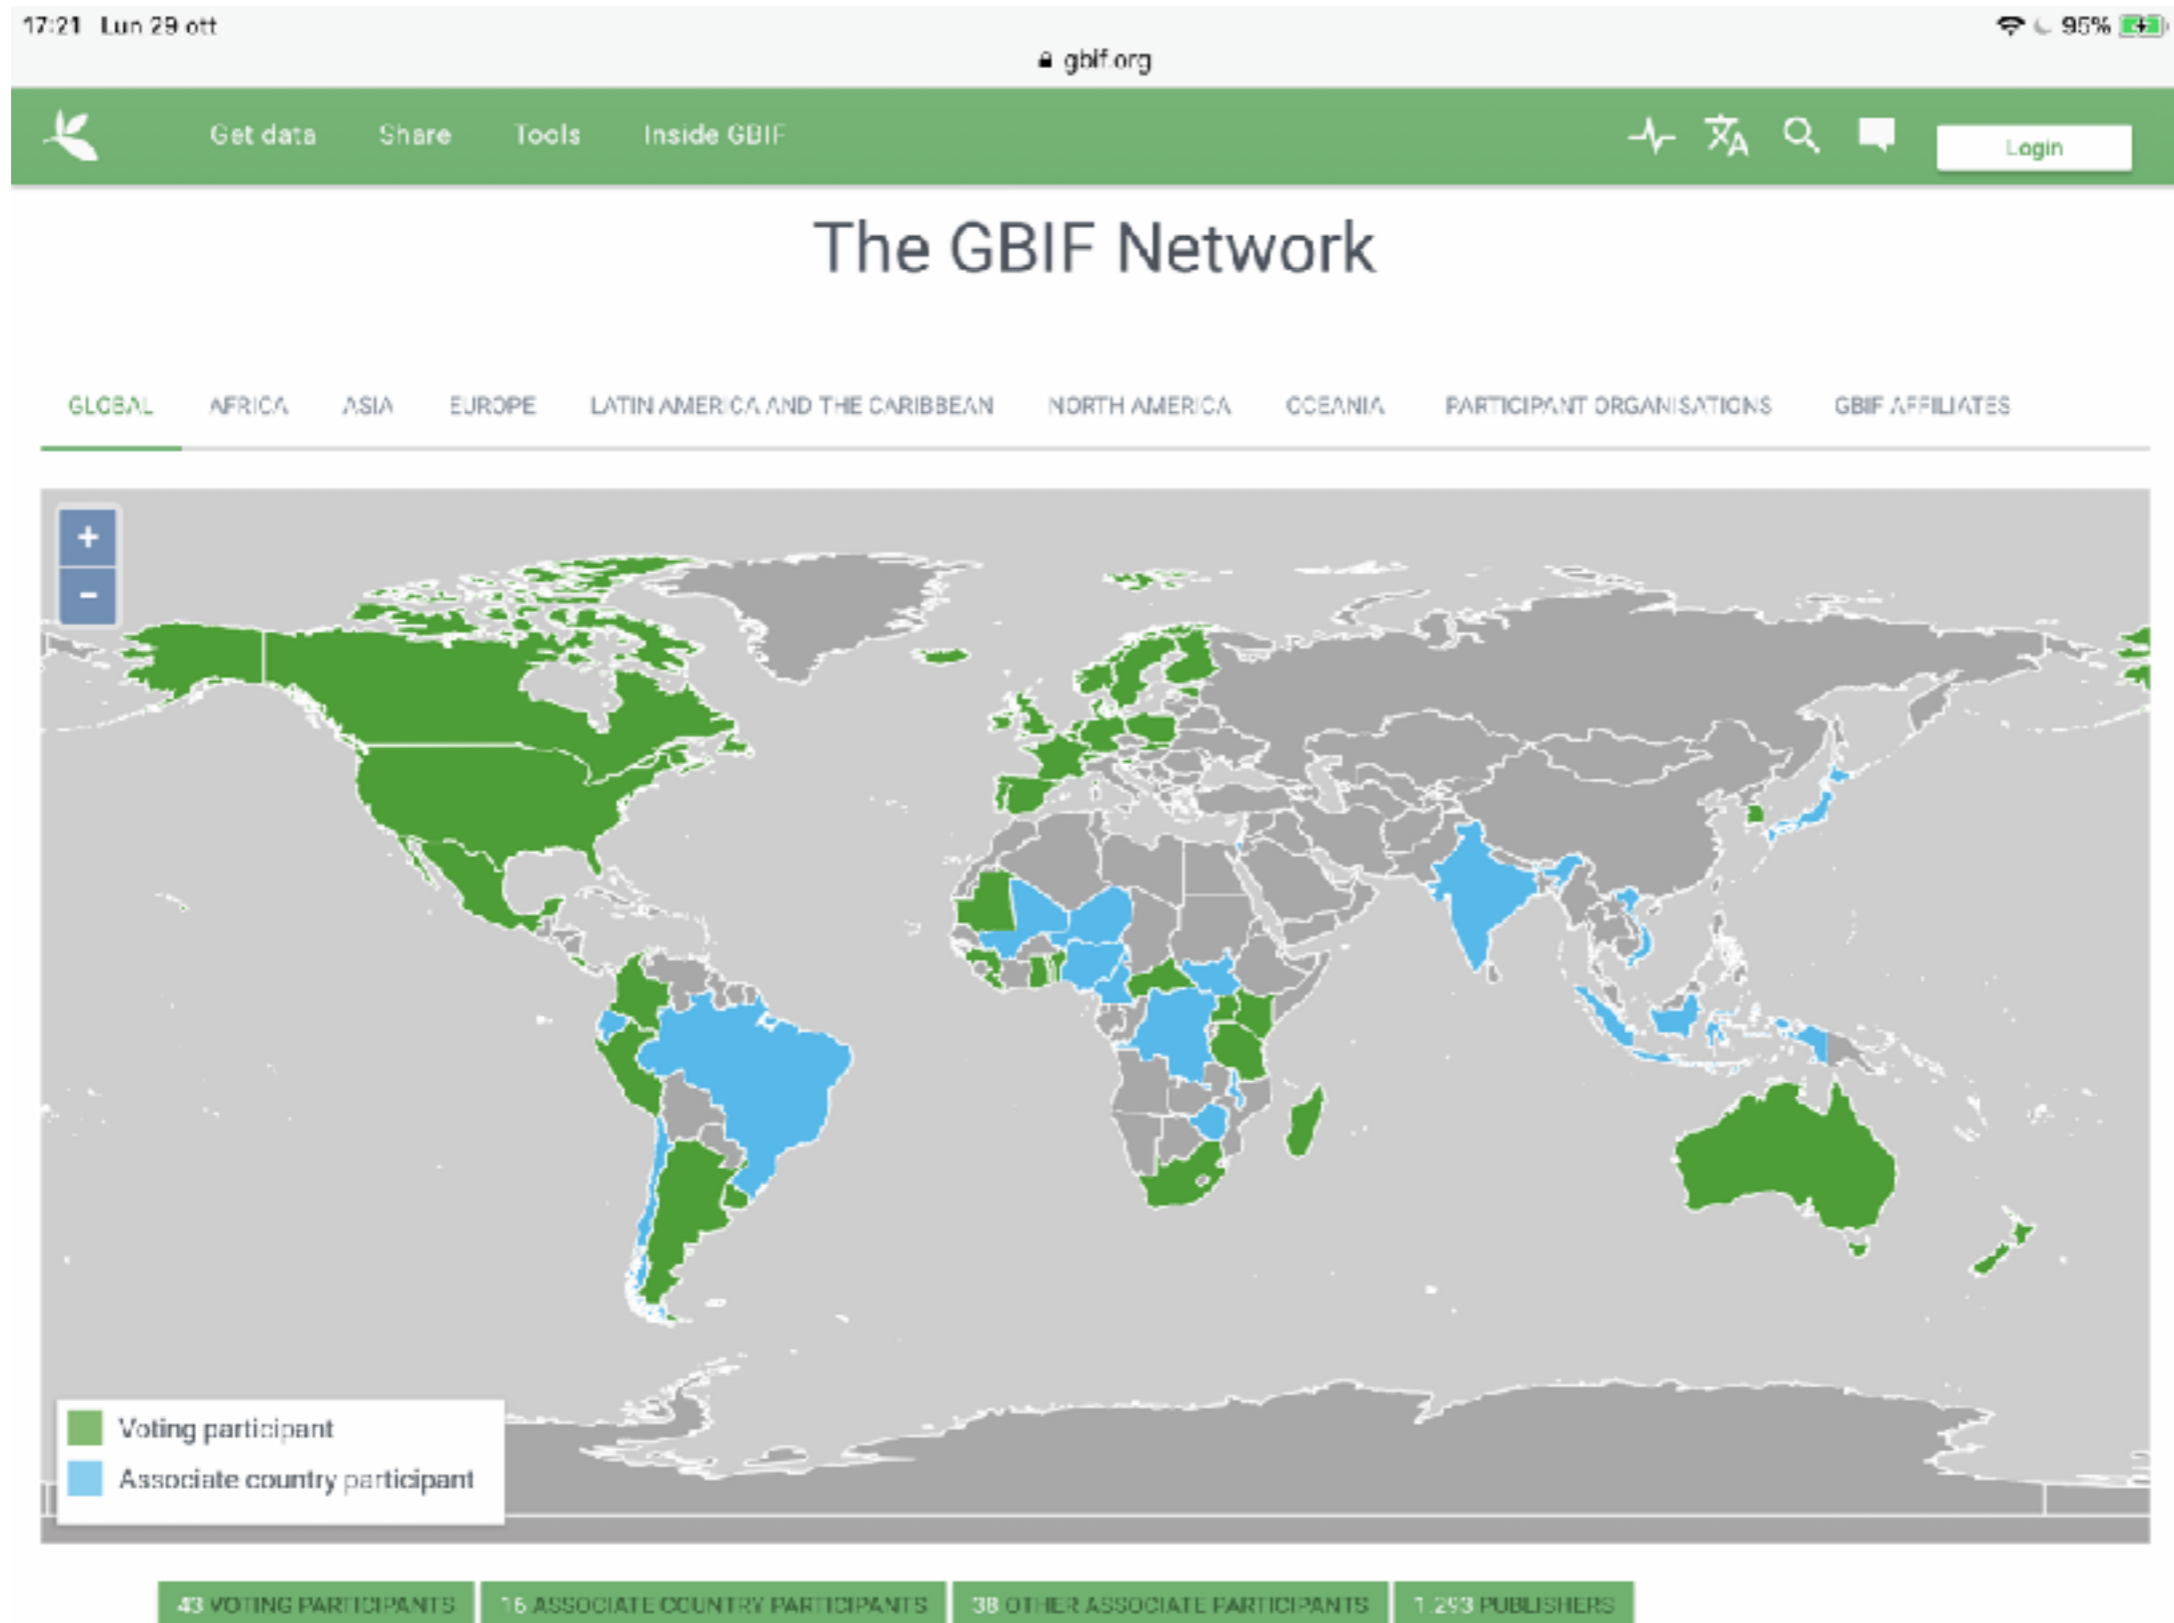 17:21 Lun 29 ott 95%
gbif.org
Get data Share Tools Inside GBIF Login
The GBIF Network
GLOBAL AFRICA ASIA EUROPE LATIN AMERICA AND THE CARIBBEAN NORTH AMERICA OCEANIA PARTICIPANT ORGANISATIONS GBIF AFFILIATES
+
-
Voting participant
Associate country participant
43 VOTING PARTICIPANTS 16 ASSOCIATE COUNTRY PARTICIPANTS 38 OTHER ASSOCIATE PARTICIPANTS 1.293 PUBLISHERS